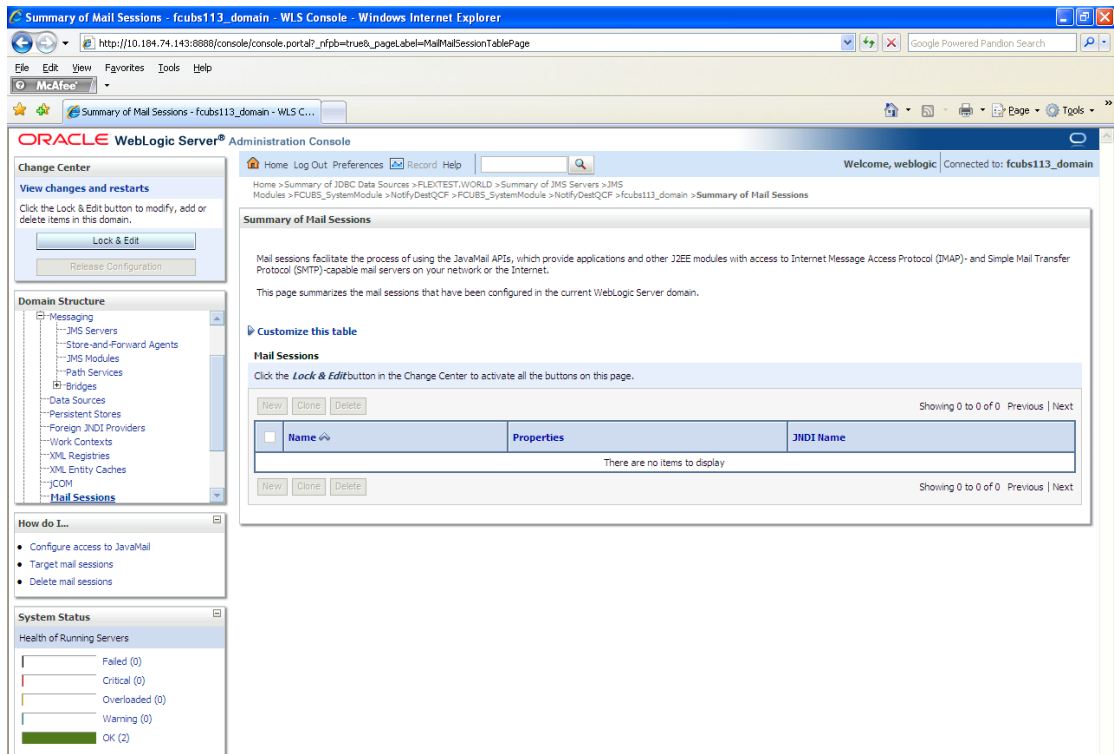 Summary of Mail Sessions - fcubs113_domain - WLS Console - Windows Internet Explorer
http://10.184.74.143:8888/console/console.portal?_nfpb=true&_pageLabel=MailMailSessionTablePage
Google Powered Pandion Search
File Edit View Favorites Tools Help
McAfee
Summary of Mail Sessions - fcubs113_domain - WLS C...
Page Tools
ORACLE WebLogic Server® Administration Console
Change Center
View changes and restarts
Click the Lock & Edit button to modify, add or
delete items in this domain.
Lock & Edit
Release Configuration
Domain Structure
Messaging
JMS Servers
Store-and-Forward Agents
JMS Modules
Path Services
Bridges
Data Sources
Persistent Stores
Foreign JNDI Providers
Work Contexts
XML Registries
XML Entity Caches
jCOM
Mail Sessions
How do I...
Configure access to JavaMail
Target mail sessions
Delete mail sessions
System Status
Health of Running Servers
Failed (0)
Critical (0)
Overloaded (0)
Warning (0)
OK (2)
Home Log Out Preferences Record Help
Welcome, weblogic Connected to: fcubs113_domain
Home >Summary of JDBC Data Sources >FLEXTEST.WORLD >Summary of JMS Servers >JMS
Modules >FCUBS_SystemModule >NotifyDestQCF >FCUBS_SystemModule >NotifyDestQCF >fcubs113_domain >Summary of Mail Sessions
Summary of Mail Sessions
Mail sessions facilitate the process of using the JavaMail APIs, which provide applications and other J2EE modules with access to Internet Message Access Protocol (IMAP)- and Simple Mail Transfer
Protocol (SMTP)-capable mail servers on your network or the Internet.
This page summarizes the mail sessions that have been configured in the current WebLogic Server domain.
Customize this table
Mail Sessions
Click the Lock & Edit button in the Change Center to activate all the buttons on this page.
New Clone Delete
Showing 0 to 0 of 0 Previous | Next
Name Properties JNDI Name
There are no items to display
New Clone Delete
Showing 0 to 0 of 0 Previous | Next